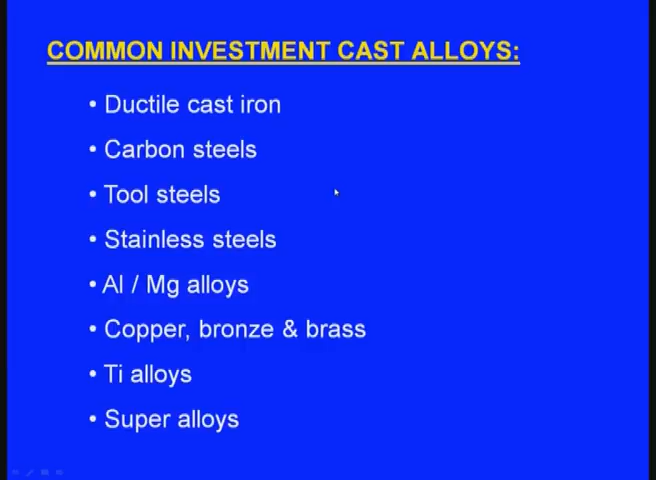 COMMON INVESTMENT CAST ALLOYS:
• Ductile cast iron
• Carbon steels
• Tool steels
• Stainless steels
• Al / Mg alloys
• Copper, bronze & brass
• Ti alloys
• Super alloys